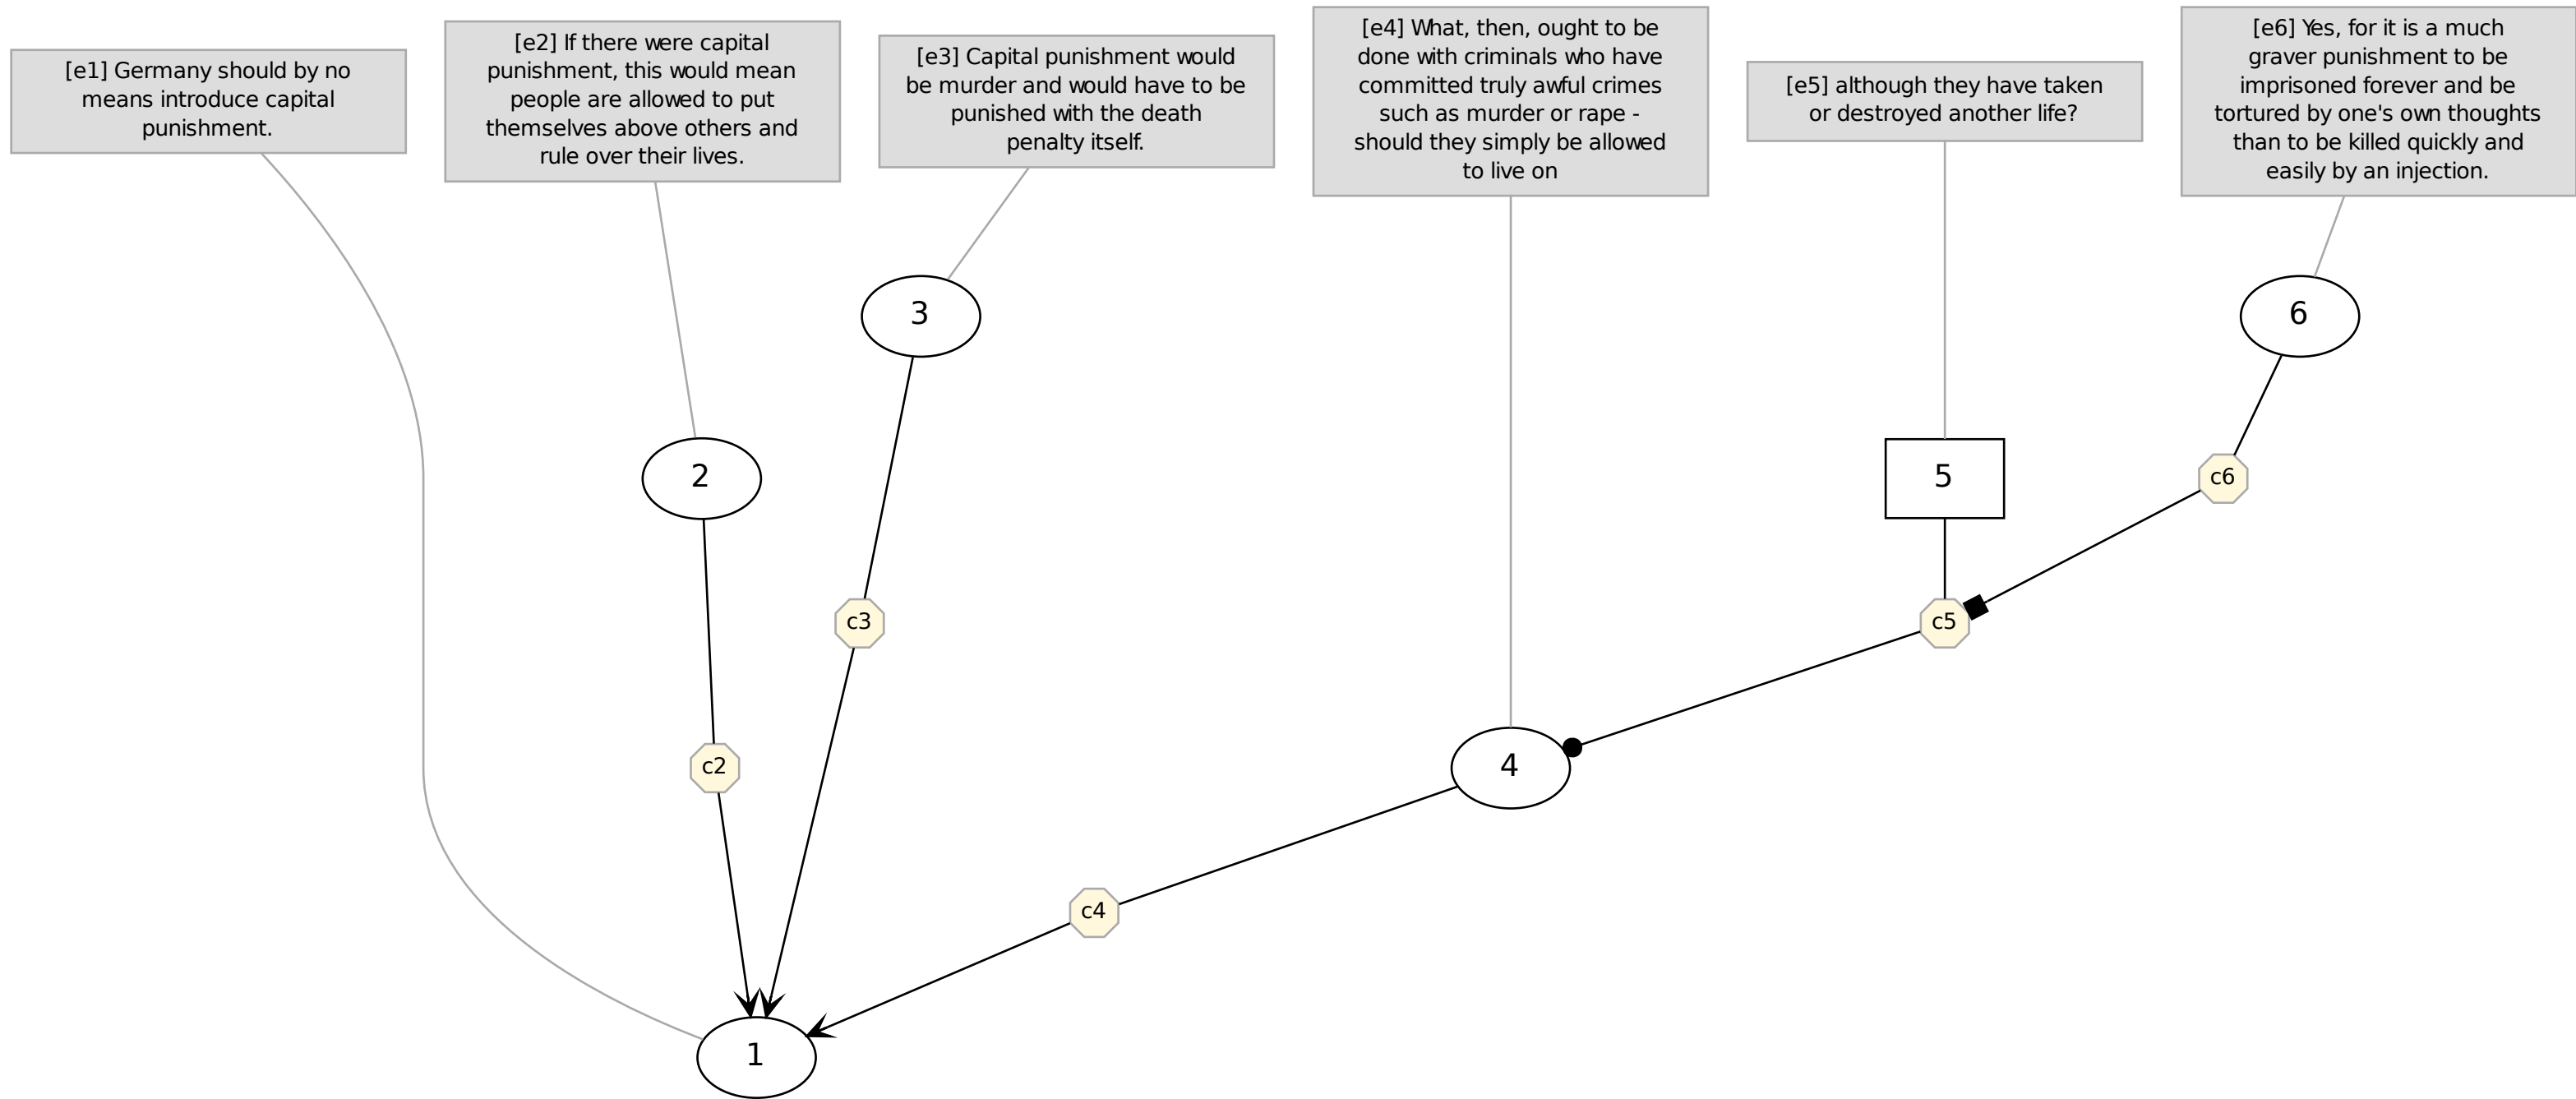 [e1] Germany should by no
means introduce capital
punishment.
[e2] If there were capital
punishment, this would mean
people are allowed to put
themselves above others and
rule over their lives.
[e3] Capital punishment would
be murder and would have to be
punished with the death
penalty itself.
[e4] What, then, ought to be
done with criminals who have
committed truly awful crimes
such as murder or rape -
should they simply be allowed
to live on
[e5] although they have taken
or destroyed another life?
[e6] Yes, for it is a much
graver punishment to be
imprisoned forever and be
tortured by one's own thoughts
than to be killed quickly and
easily by an injection.
3
6
2
5
c6
c3
c5
c2
4
c4
1